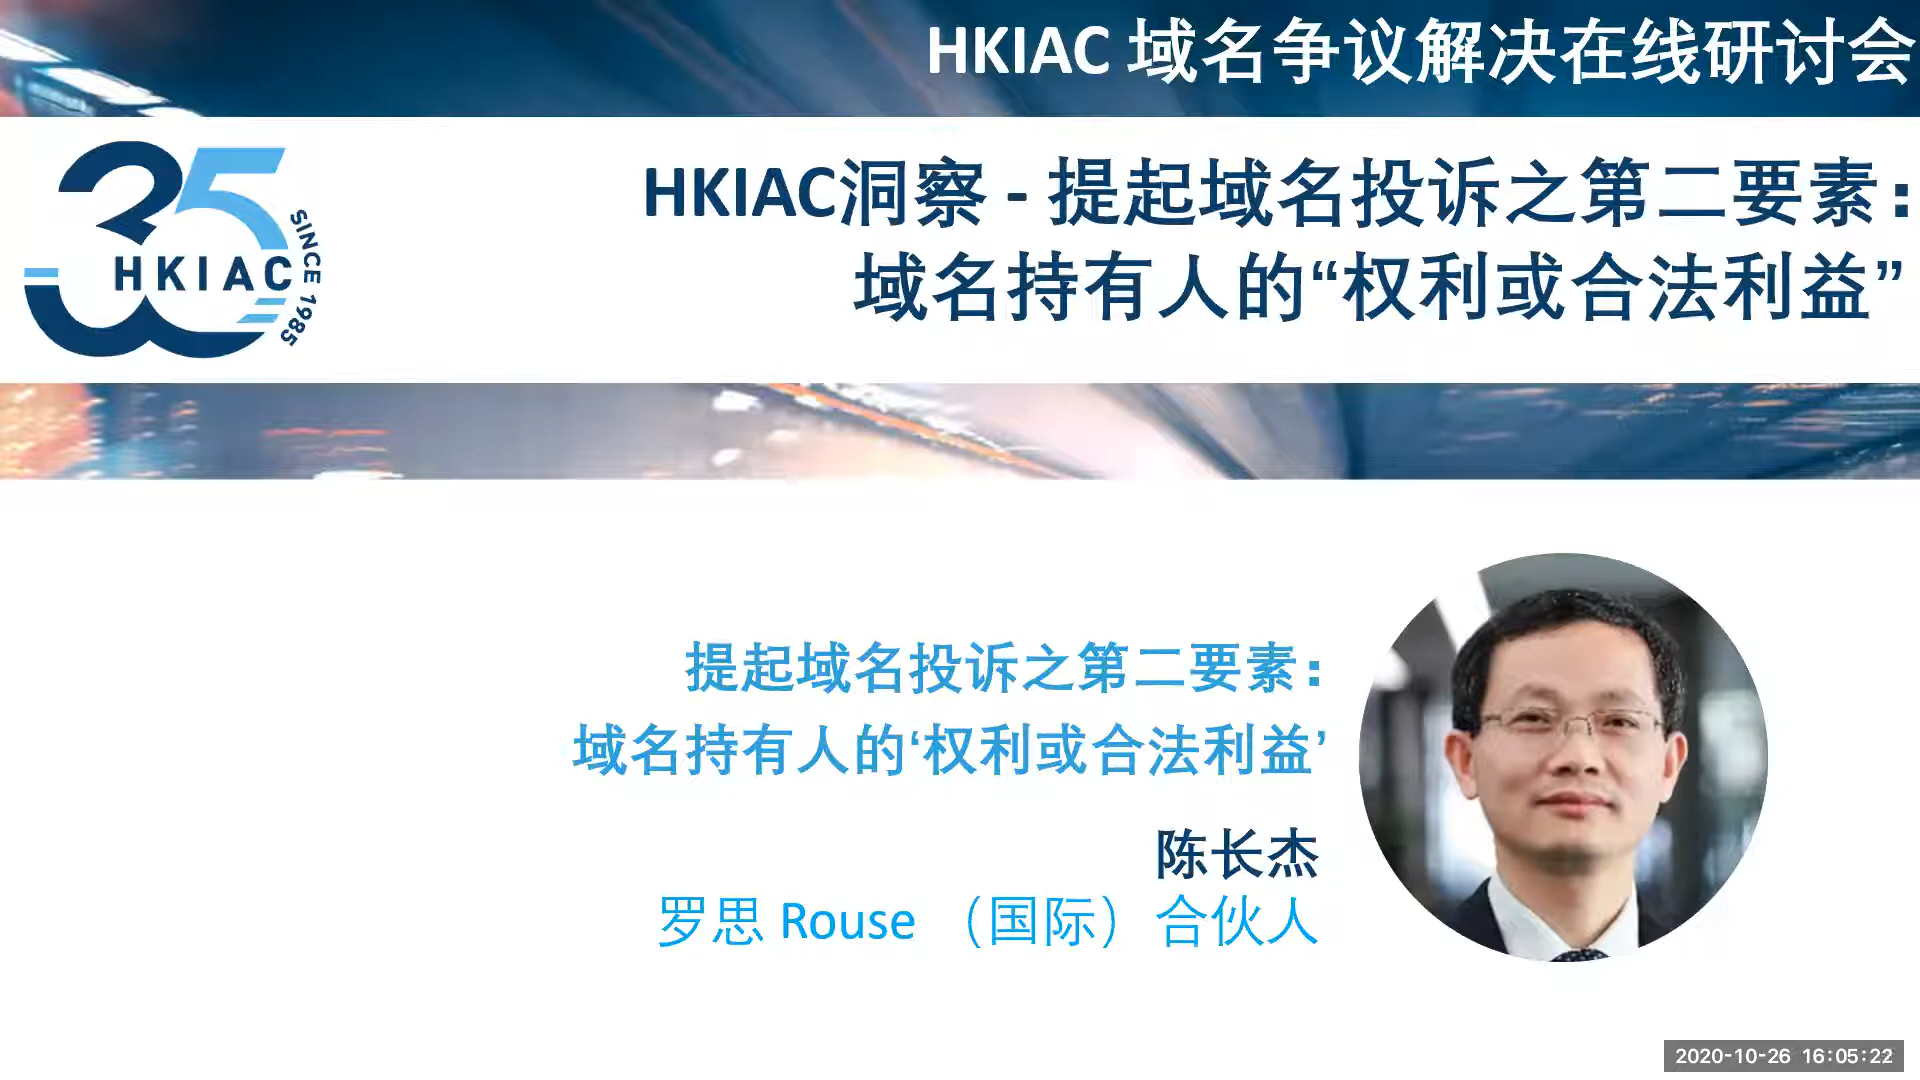 HKIAC 域名争议解决在线研讨会
HKIAC洞察 - 提起域名投诉之第二要素：
域名持有人的“权利或合法利益”
35
HKIAC
SINCE 1985
提起域名投诉之第二要素：
域名持有人的‘权利或合法利益’
陈长杰
罗思 Rouse （国际）合伙人
2020-10-26 16:05:22